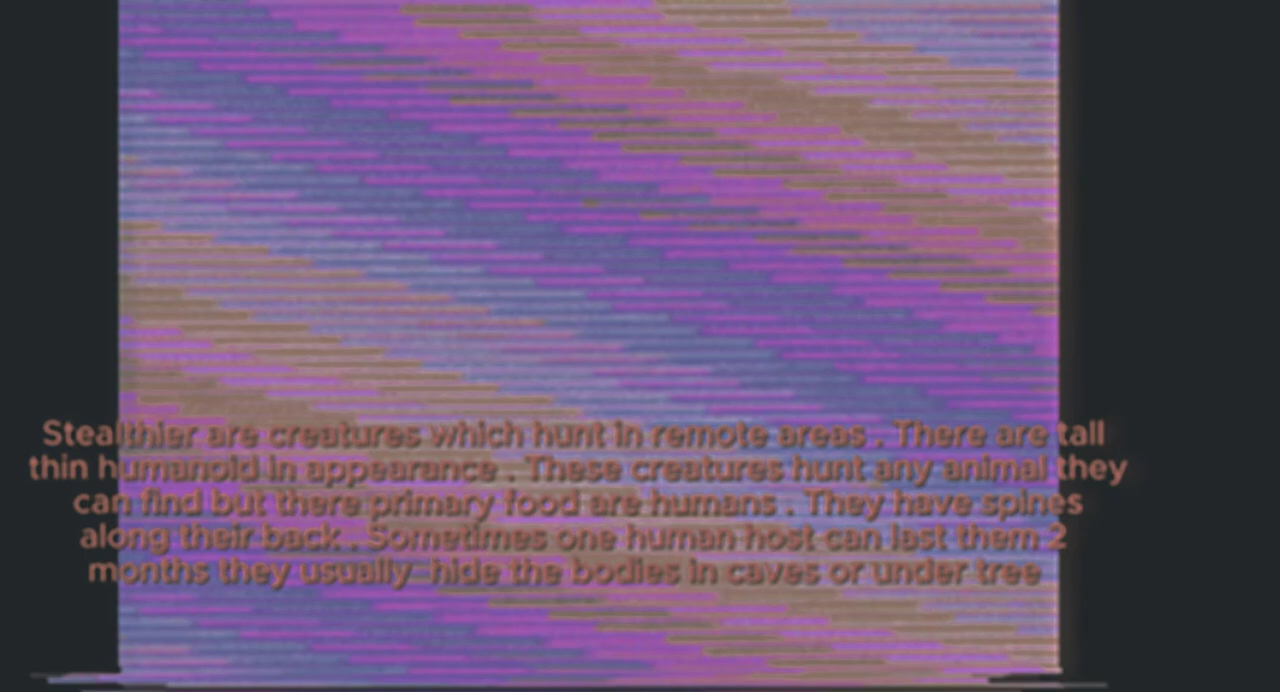 Stealthier are creatures which hunt in remote areas . There are tall
thin humanoid in appearance . These creatures hunt any animal they
can find but there primary food are humans . They have spines
along their back . Sometimes one human host can last them 2
months they usually hide the bodies in caves or under tree